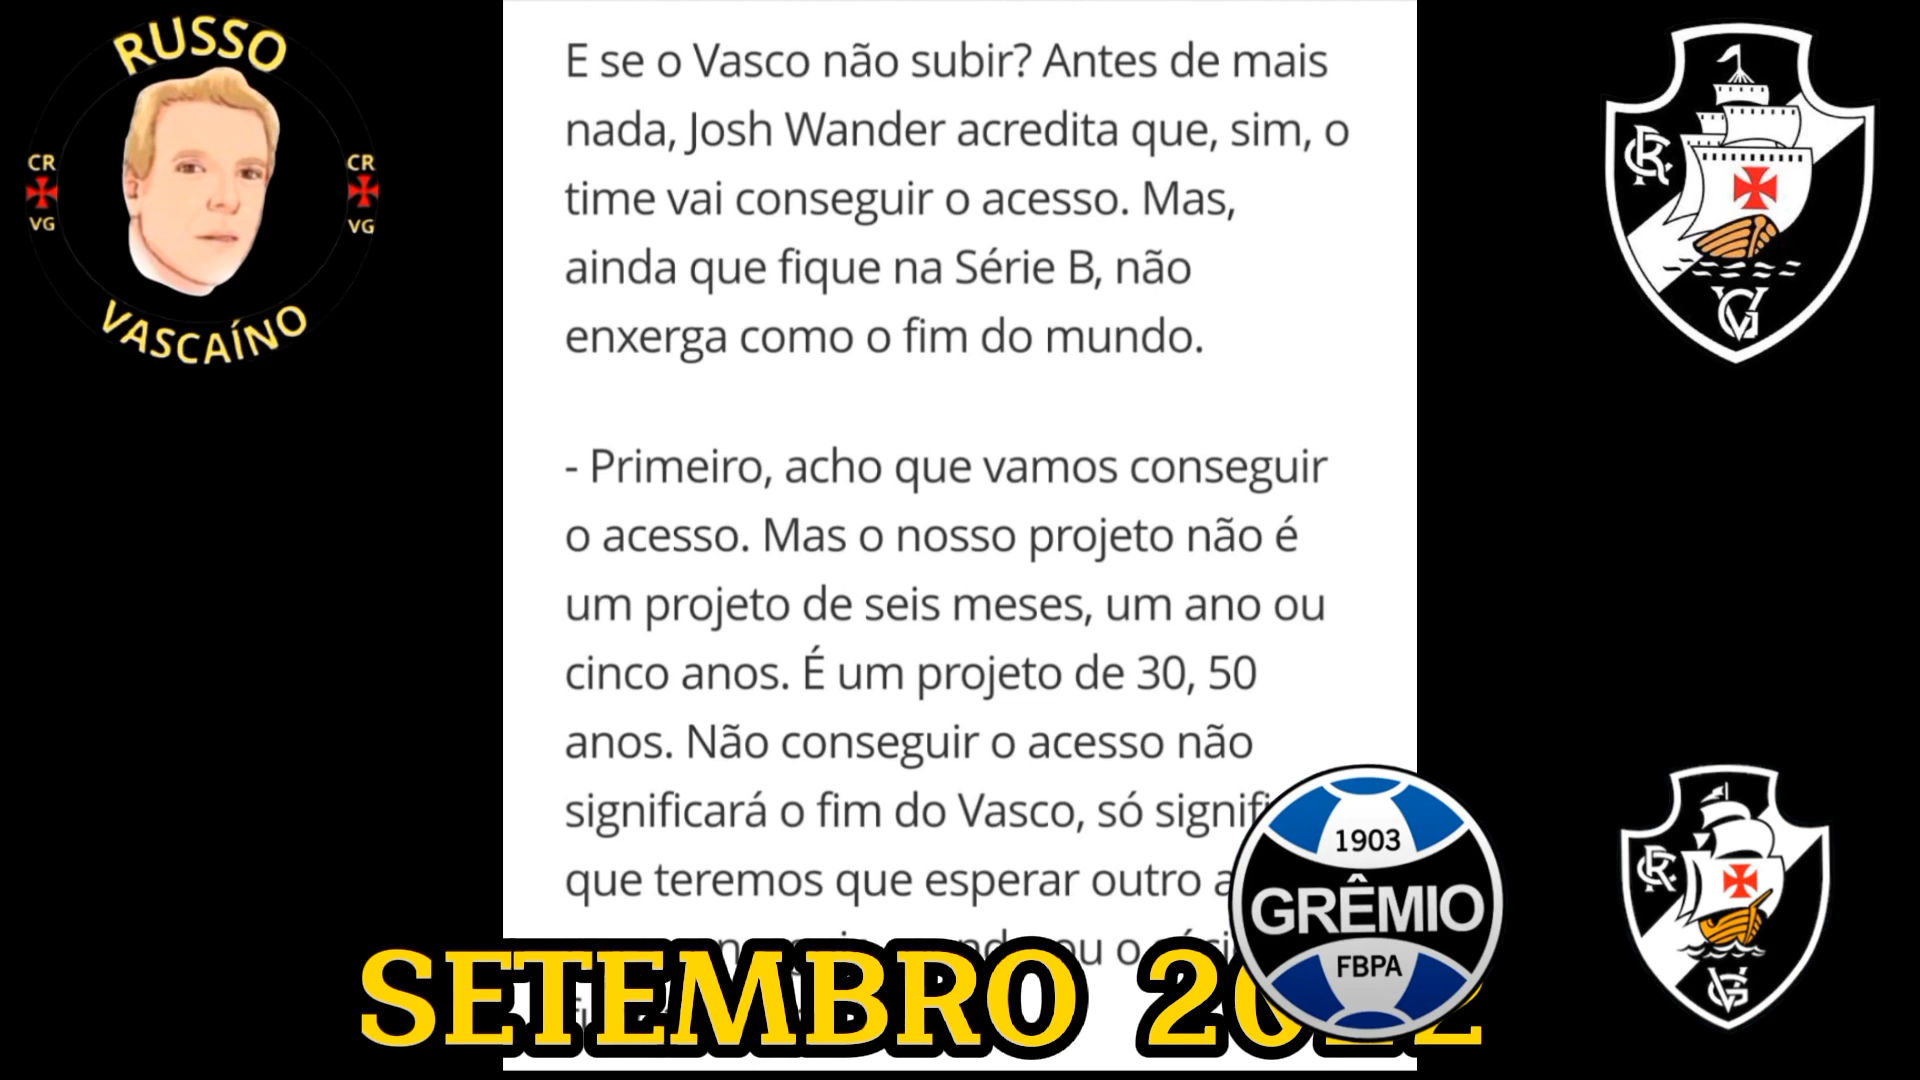 RUSSO
CR
VG
CR
VG
VASCAÍNO
E se o Vasco não subir? Antes de mais
nada, Josh Wander acredita que, sim, o
time vai conseguir o acesso. Mas,
ainda que fique na Série B, não
enxerga como o fim do mundo.
- Primeiro, acho que vamos conseguir
o acesso. Mas o nosso projeto não é
um projeto de seis meses, um ano ou
cinco anos. É um projeto de 30, 50
anos. Não conseguir o acesso não
significará o fim do Vasco, só
que teremos que esperar outro
SETEMBRO
1903
GRÊMIO
FBPA
CR
VG
CR
VG